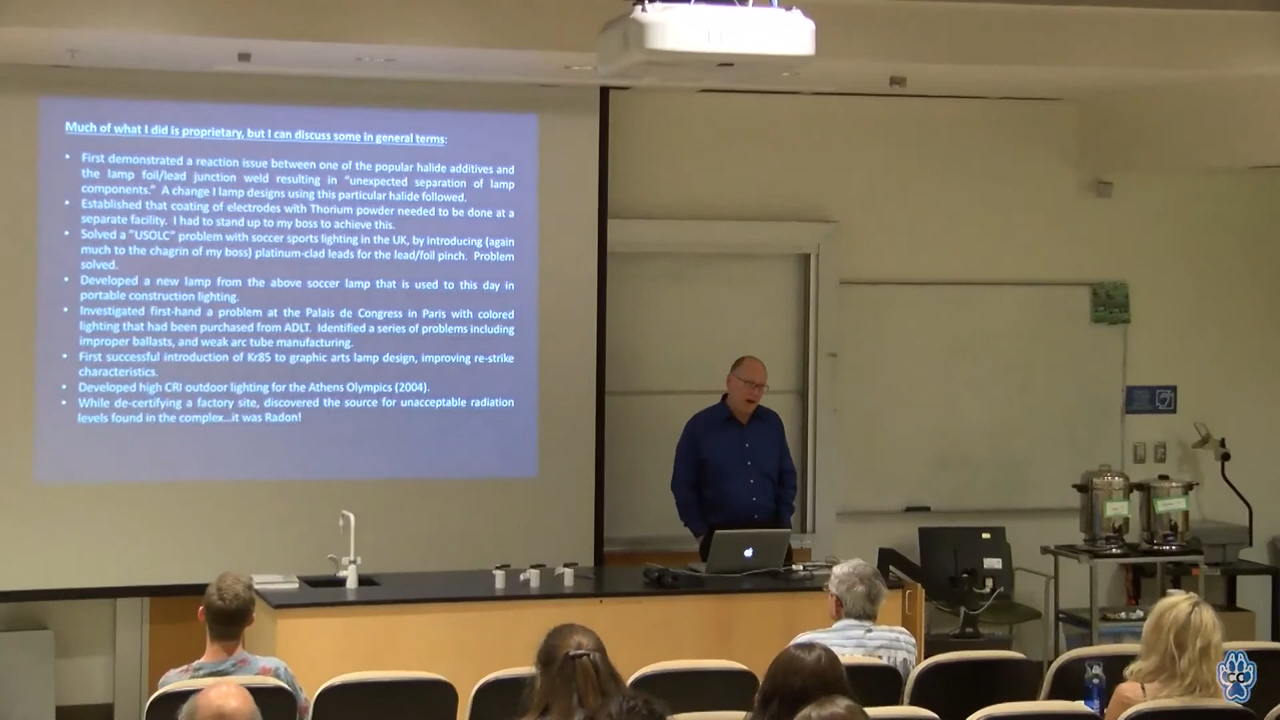 Much of what I did is proprietary, but I can discuss some in general terms:
• First demonstrated a reaction issue between one of the popular halide additives and
the lamp foil/lead junction weld resulting in "unexpected separation of lamp
components." A change I lamp designs using this particular halide followed.
• Established that coating of electrodes with Thorium powder needed to be done at a
separate facility. I had to stand up to my boss to achieve this.
• Solved a "USOLC" problem with soccer sports lighting in the UK, by introducing (again
much to the chagrin of my boss) platinum-clad leads for the lead/foil pinch. Problem
solved.
• Developed a new lamp from the above soccer lamp that is used to this day in
portable construction lighting.
• Investigated first-hand a problem at the Palais de Congress in Paris with colored
lighting that had been purchased from ADLT. Identified a series of problems including
improper ballasts, and weak arc tube manufacturing.
• First successful introduction of Kr85 to graphic arts lamp design, improving re-strike
characteristics.
• Developed high CRI outdoor lighting for the Athens Olympics (2004).
• While de-certifying a factory site, discovered the source for unacceptable radiation
levels found in the complex...it was Radon!
CC